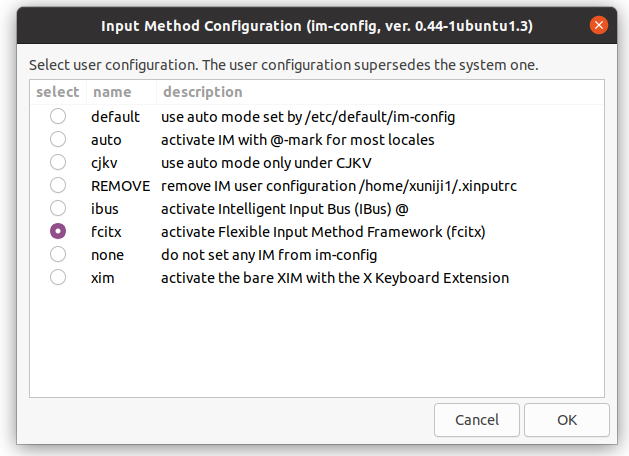 Input Method Configuration (im-config, ver. 0.44-1ubuntu1.3)
Select user configuration. The user configuration supersedes the system one.
select name description
default use auto mode set by /etc/default/im-config
auto activate IM with @-mark for most locales
cjkv use auto mode only under CJKV
REMOVE remove IM user configuration /home/xuniji1/.xinputrc
ibus activate Intelligent Input Bus (IBus) @
fcitx activate Flexible Input Method Framework (fcitx)
none do not set any IM from im-config
xim activate the bare XIM with the X Keyboard Extension
Cancel OK